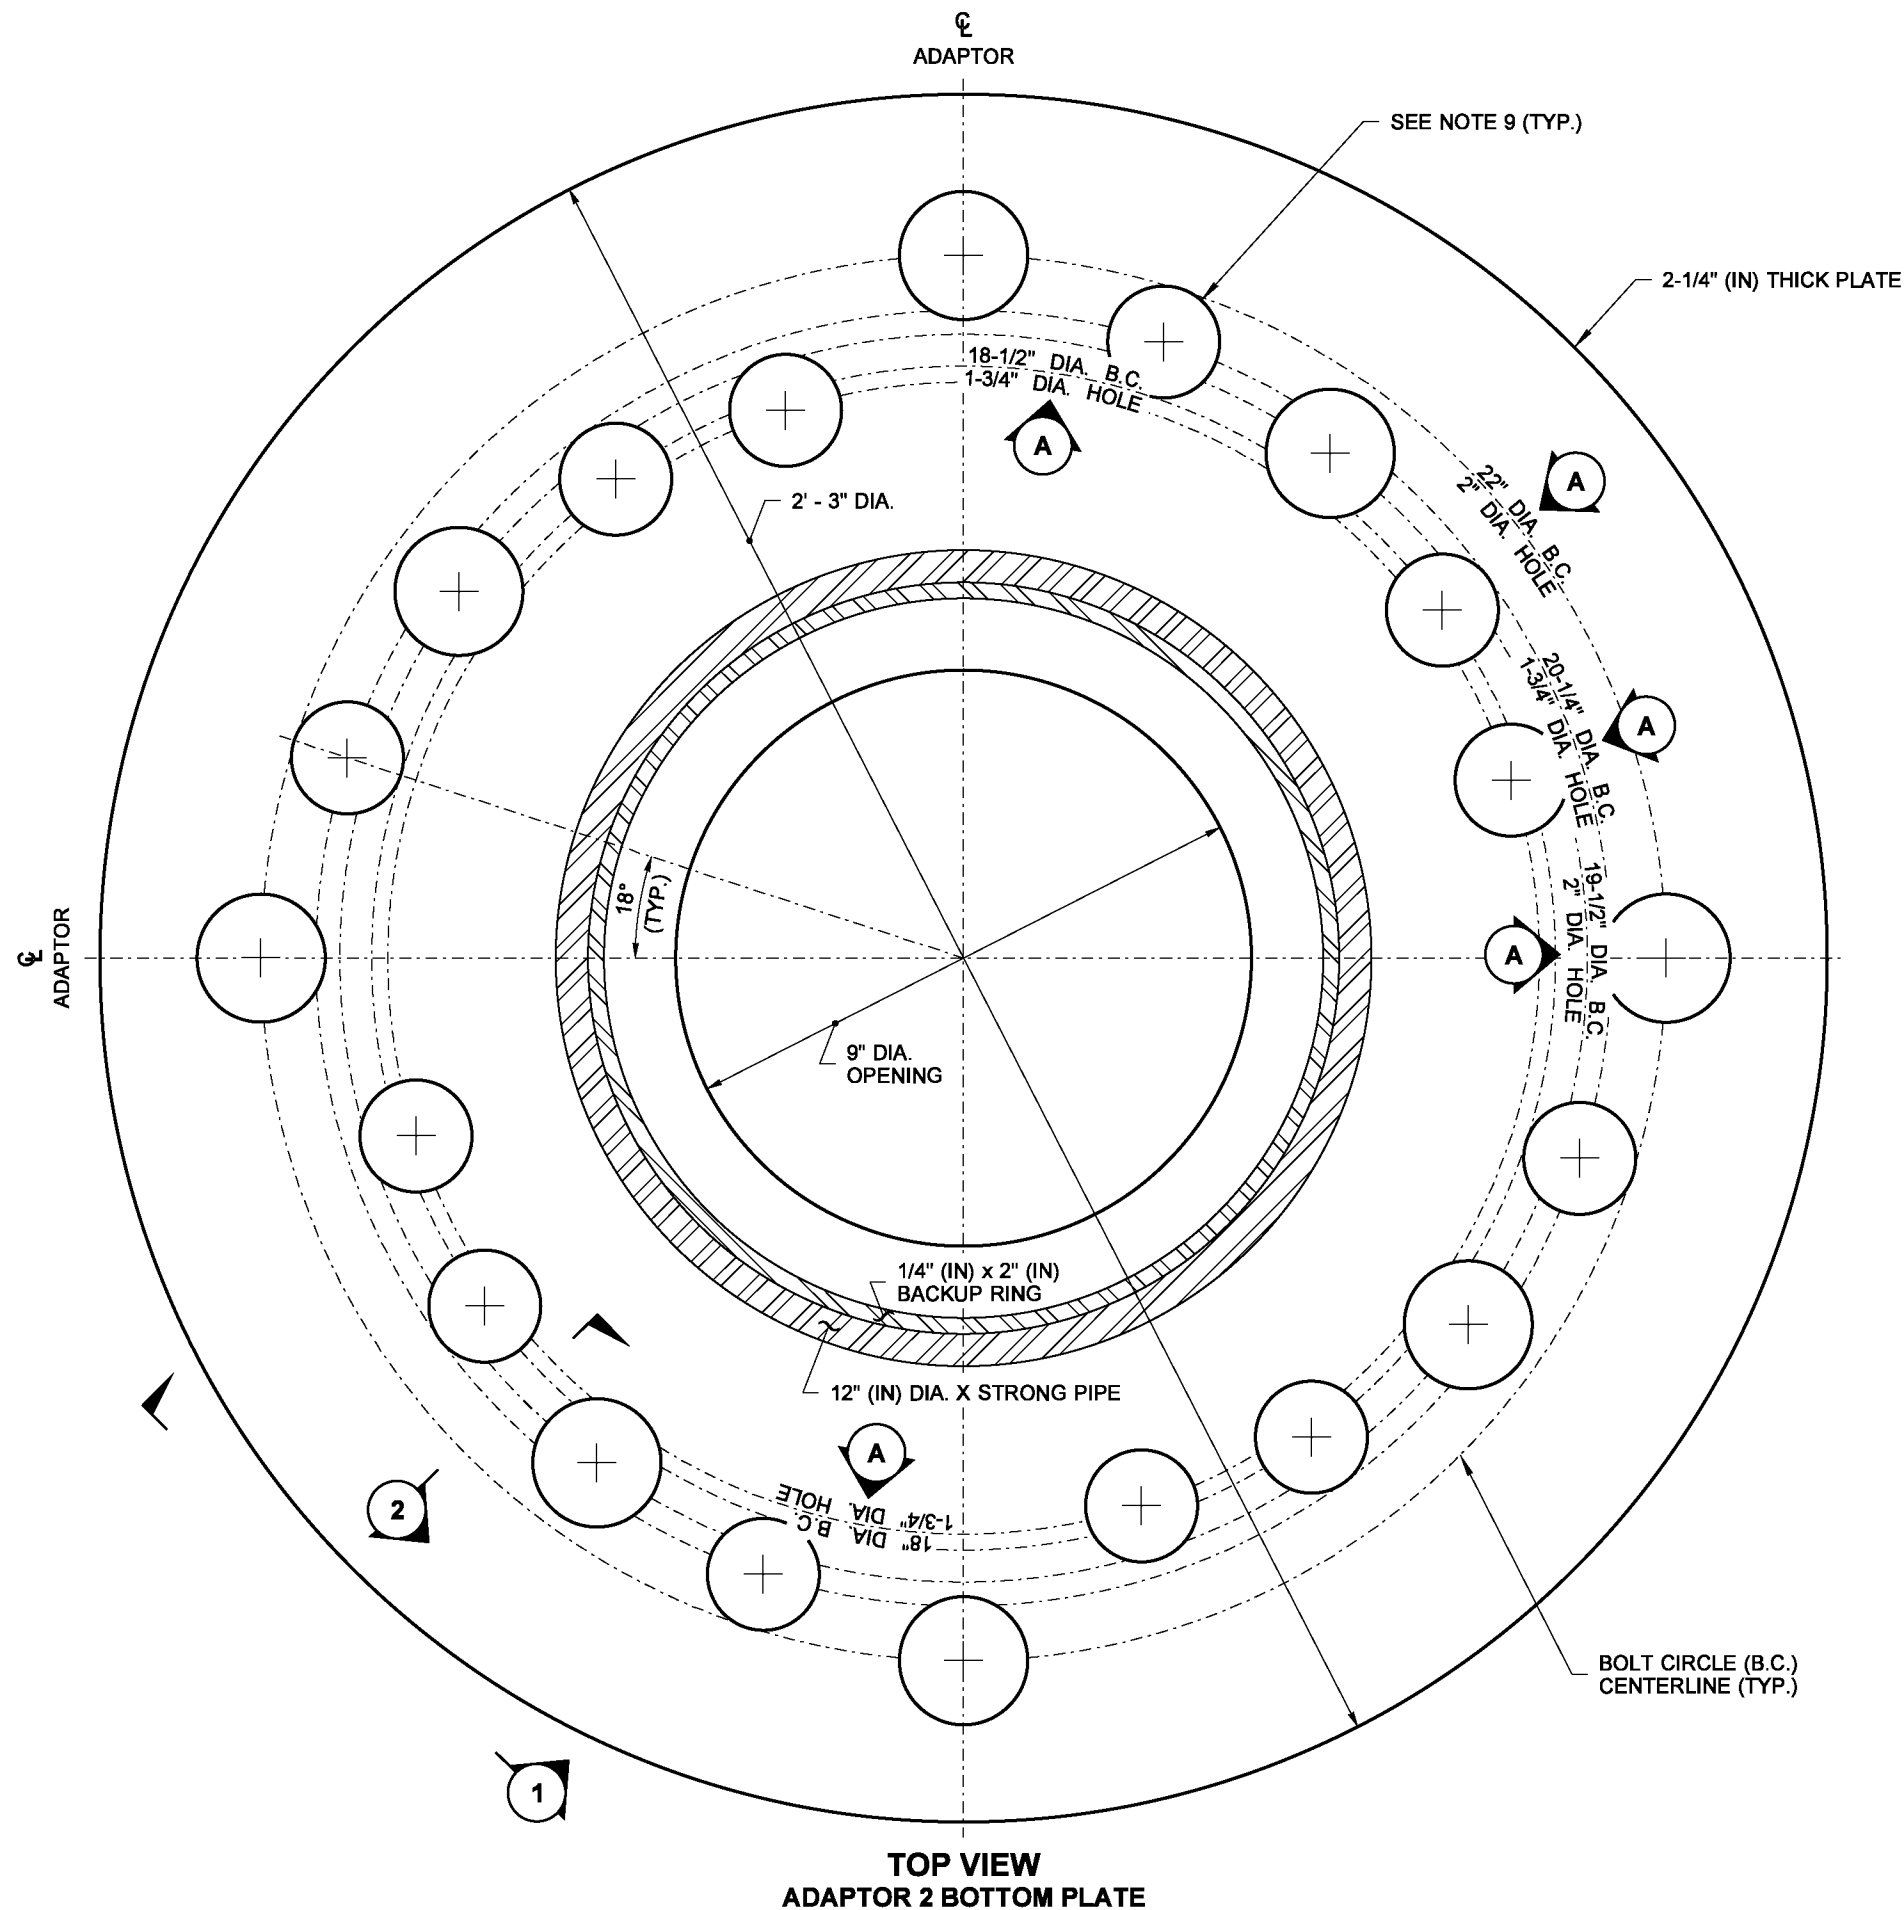 ℄
ADAPTOR
SEE NOTE 9 (TYP.)
2-1/4" (IN) THICK PLATE
18-1/2" DIA. B.C.
1-3/4" DIA. HOLE
A
22" DIA. B.C.
2" DIA. HOLE
A
2' - 3" DIA.
20-1/4" DIA. B.C.
1-3/4" DIA. HOLE
A
18°
(TYP.)
℄
ADAPTOR
19-1/2" DIA. B.C.
2" DIA. HOLE
A
9" DIA.
OPENING
1/4" (IN) x 2" (IN)
BACKUP RING
12" (IN) DIA. X STRONG PIPE
A
18" DIA. B.C.
1-3/4" DIA. HOLE
2
BOLT CIRCLE (B.C.)
CENTERLINE (TYP.)
1
TOP VIEW
ADAPTOR 2 BOTTOM PLATE